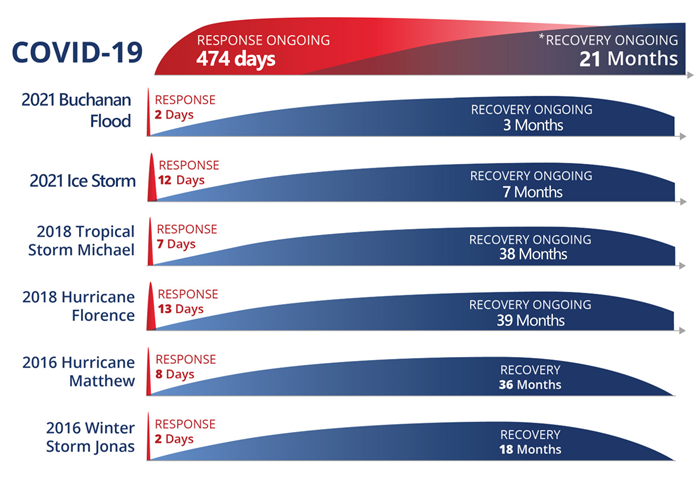 COVID-19
RESPONSE ONGOING
474 days
*RECOVERY ONGOING
21 Months
2021 Buchanan
Flood
RESPONSE
2 Days
RECOVERY ONGOING
3 Months
2021 Ice Storm
RESPONSE
12 Days
RECOVERY ONGOING
7 Months
2018 Tropical
Storm Michael
RESPONSE
7 Days
RECOVERY ONGOING
38 Months
2018 Hurricane
Florence
RESPONSE
13 Days
RECOVERY ONGOING
39 Months
2016 Hurricane
Matthew
RESPONSE
8 Days
RECOVERY
36 Months
2016 Winter
Storm Jonas
RESPONSE
2 Days
RECOVERY
18 Months